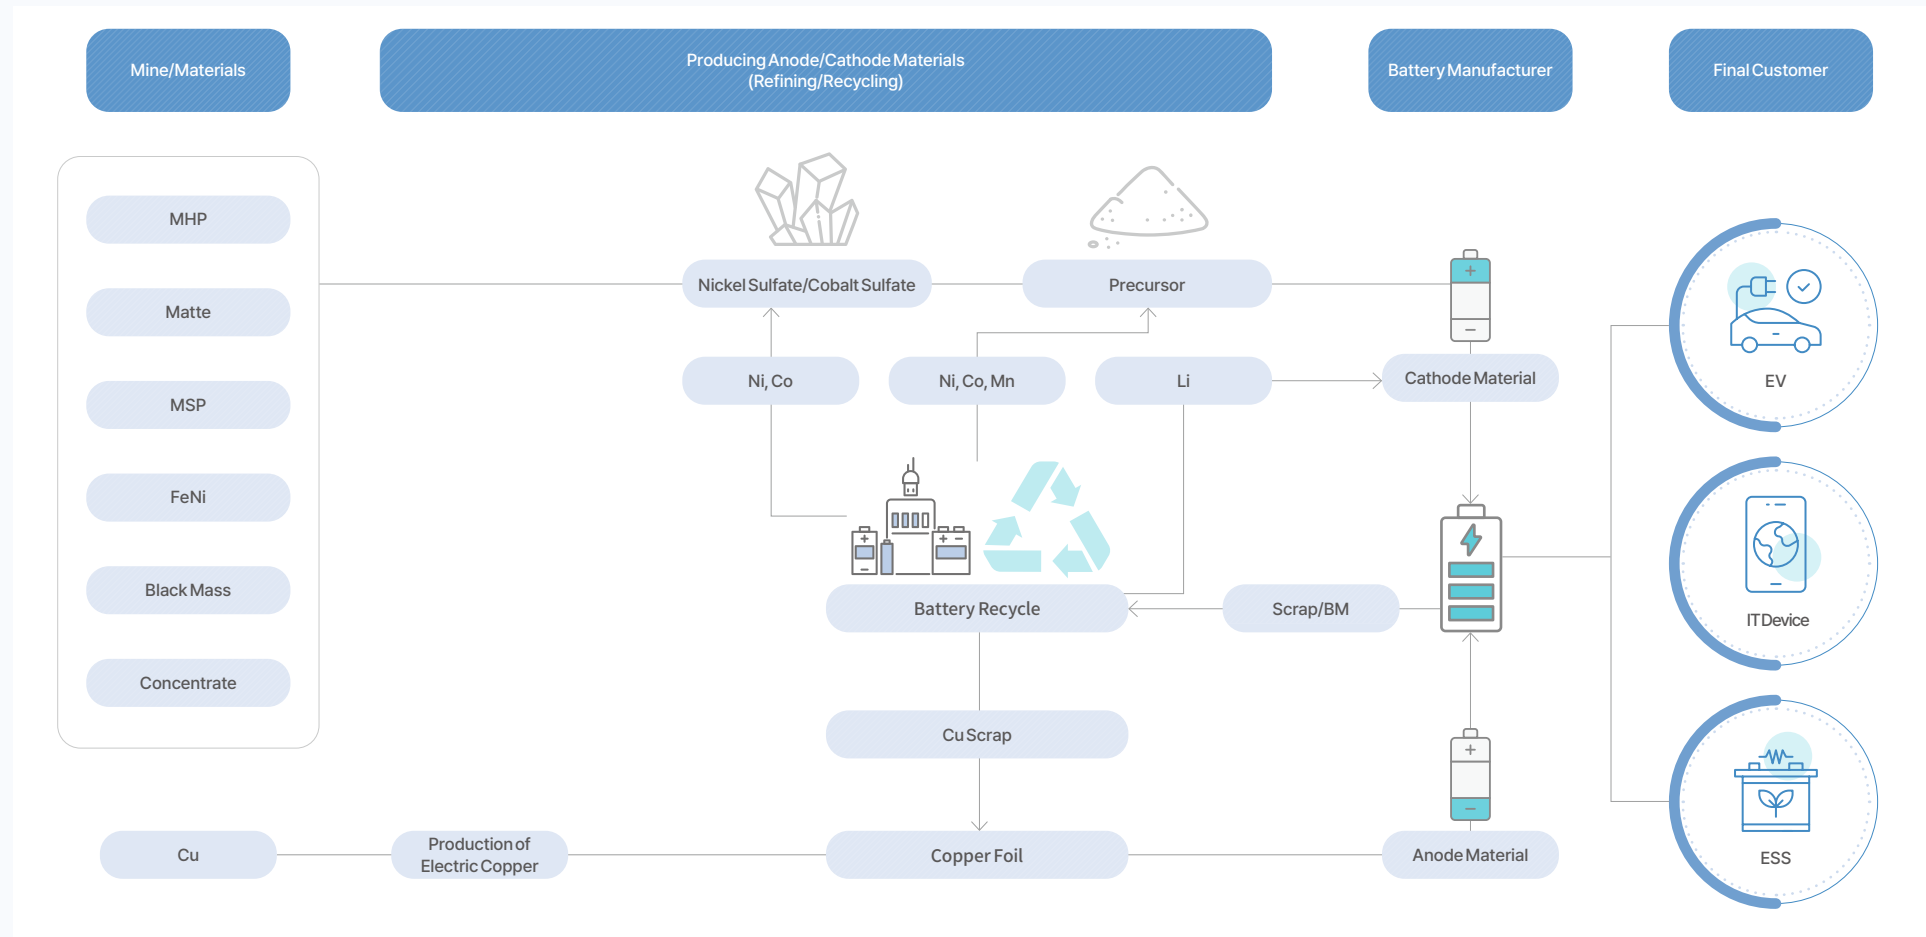 Mine/Materials
Producing Anode/Cathode Materials
(Refining/Recycling)
Battery Manufacturer
Final Customer
MHP
Matte
MSP
FeNi
Black Mass
Concentrate
Nickel Sulfate/Cobalt Sulfate
Precursor
Ni, Co
Ni, Co, Mn
Li
Cathode Material
Battery Recycle
Scrap/BM
Cu Scrap
Cu
Production of
Electric Copper
Copper Foil
Anode Material
EV
IT Device
ESS